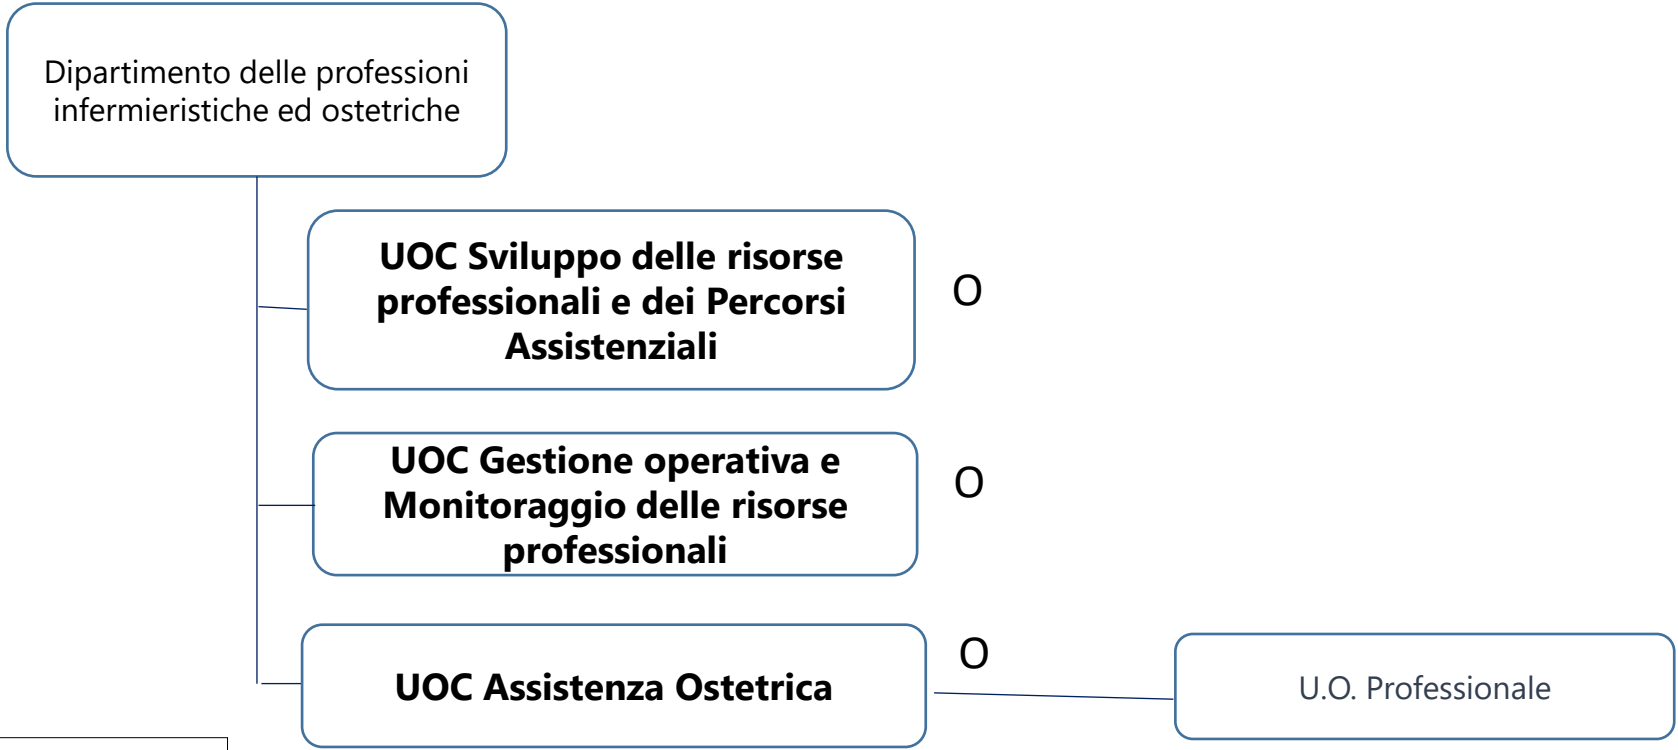 Dipartimento delle professioni
infermieristiche ed ostetriche
UOC Sviluppo delle risorse
professionali e dei Percorsi
Assistenziali
O
UOC Gestione operativa e
Monitoraggio delle risorse
professionali
O
UOC Assistenza Ostetrica
O
U.O. Professionale